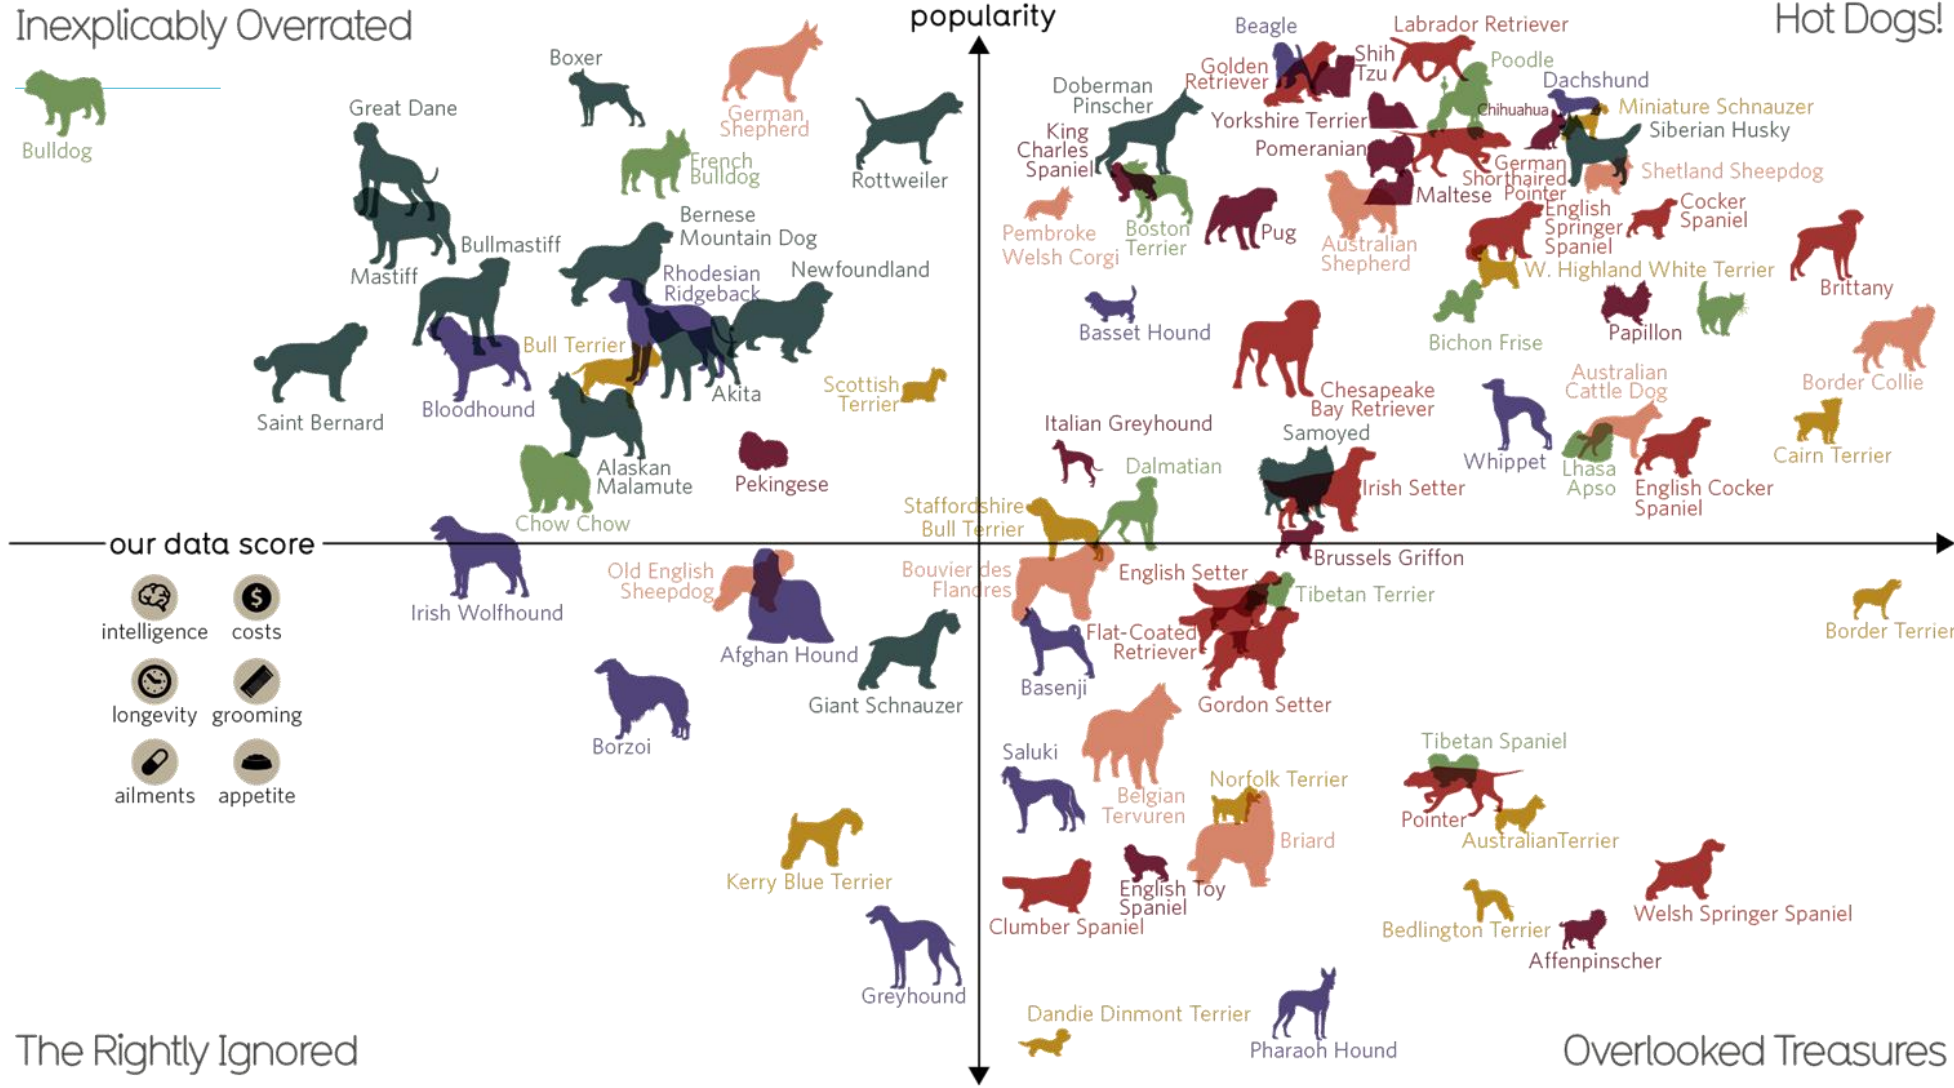 Inexplicably Overrated
popularity
Hot Dogs!
Bulldog
Great Dane
Boxer
German
Shepherd
French
Bulldog
Rottweiler
Mastiff
Bullmastiff
Bernese
Mountain Dog
Rhodesian
Ridgeback
Newfoundland
Saint Bernard
Bloodhound
Bull Terrier
Akita
Scottish
Terrier
Alaskan
Malamute
Pekingese
Chow Chow
Beagle
Labrador Retriever
Golden
Retriever
Shih
Tzu
Poodle
Doberman
Pinscher
Dachshund
Chihuahua
Miniature Schnauzer
Yorkshire Terrier
Siberian Husky
King
Charles
Spaniel
Pomeranian
German
Shorthaired
Pointer
Shetland Sheepdog
Maltese
Pembroke
Welsh Corgi
Boston
Terrier
Pug
Australian
Shepherd
English
Springer
Spaniel
Cocker
Spaniel
W. Highland White Terrier
Brittany
Basset Hound
Bichon Frise
Papillon
Chesapeake
Bay Retriever
Australian
Cattle Dog
Border Collie
Italian Greyhound
Samoyed
Whippet
Lhasa
Apso
English Cocker
Spaniel
Cairn Terrier
Dalmatian
Irish Setter
Staffordshire
Bull Terrier
our data score
intelligence
costs
longevity
grooming
ailments
appetite
Irish Wolfhound
Old English
Sheepdog
Afghan Hound
Giant Schnauzer
Borzoi
Kerry Blue Terrier
Greyhound
Brussels Griffon
Bouvier des
Flandres
English Setter
Tibetan Terrier
Border Terrier
Flat-Coated
Retriever
Basenji
Gordon Setter
Saluki
Belgian
Tervuren
Tibetan Spaniel
Norfolk Terrier
Pointer
AustralianTerrier
Briard
English Toy
Spaniel
Clumber Spaniel
Bedlington Terrier
Welsh Springer Spaniel
Affenpinscher
Dandie Dinmont Terrier
Pharaoh Hound
The Rightly Ignored
Overlooked Treasures